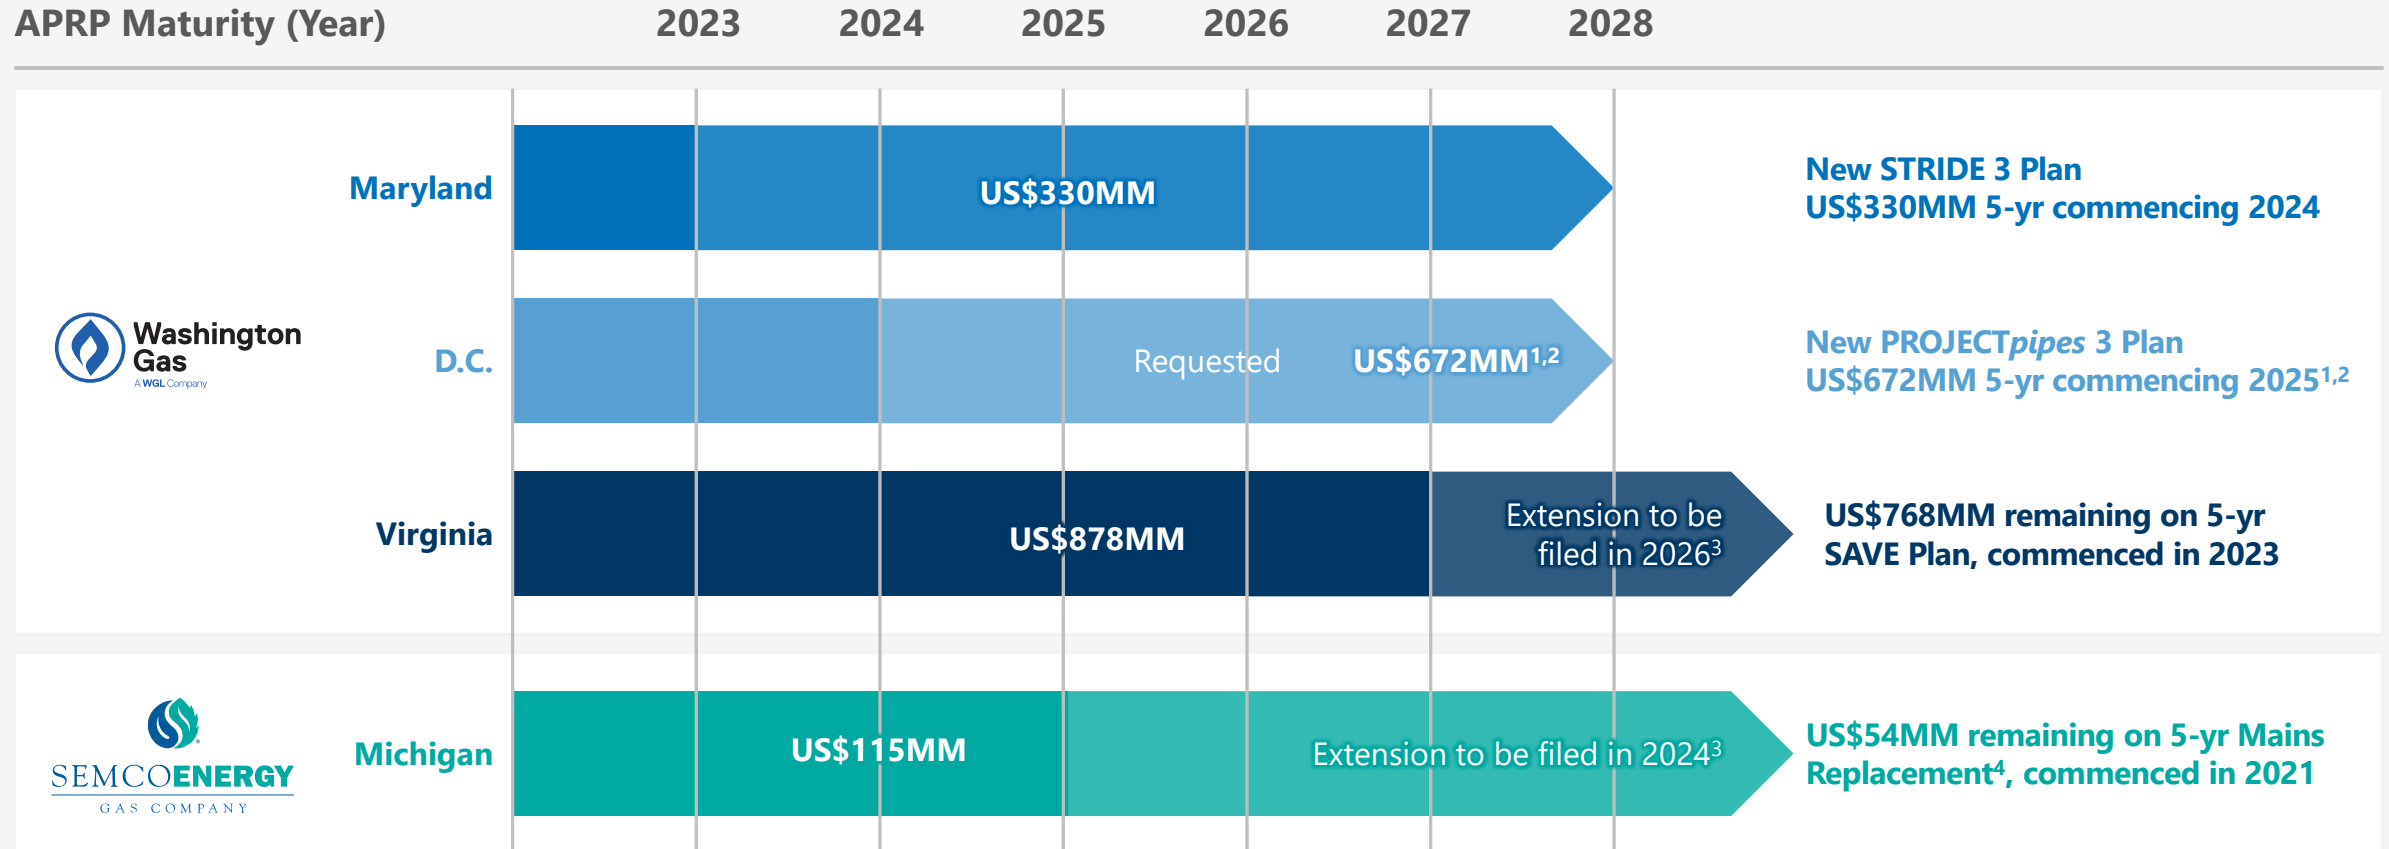 APRP Maturity (Year) 2023 2024 2025 2026 2027 2028
Maryland
US$330MM
New STRIDE 3 Plan
US$330MM 5-yr commencing 2024
Washington
Gas
A WGL Company
D.C.
Requested US$672MM1,2
New PROJECTpipes 3 Plan
US$672MM 5-yr commencing 20251,2
Virginia
US$878MM
Extension to be
filed in 20263
US$768MM remaining on 5-yr
SAVE Plan, commenced in 2023
SEMCOENERGY
GAS COMPANY
Michigan
US$115MM
Extension to be filed in 20243
US$54MM remaining on 5-yr Mains
Replacement4, commenced in 2021